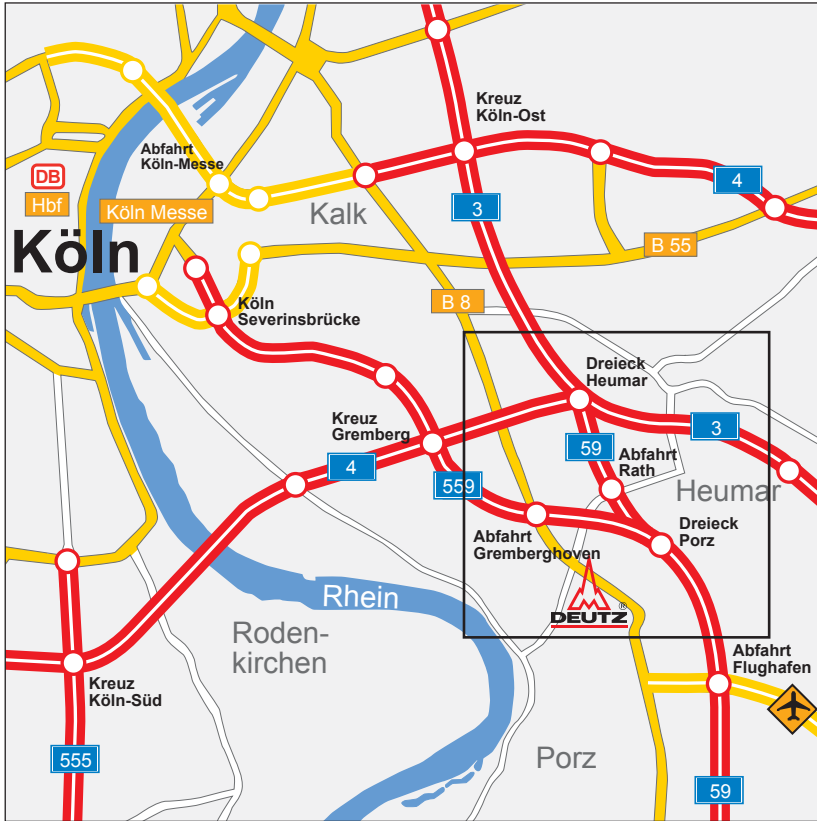 Kreuz
Köln-Ost
Abfahrt
Köln-Messe
DB
Hbf
Köln Messe
Kalk
4
3
Köln
B 55
B 8
Köln
Severinsbrücke
Dreieck
Heumar
Kreuz
Gremberg
3
59
4
559
Abfahrt
Rath
Heumar
Abfahrt
Gremberghoven
Dreieck
Porz
Rhein
DEUTZ ®
Roden-
kirchen
Abfahrt
Flughafen
Kreuz
Köln-Süd
555
Porz
59